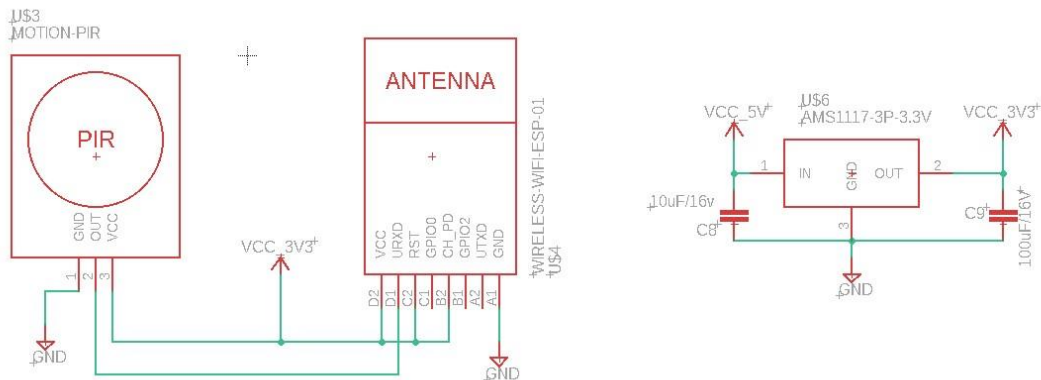 U$3
MOTION-PIR
PIR
GND
OUT
VCC
1
2
3
GND
VCC_3V3
ANTENNA
WIRELESS-WIFI-ESP-01
U$4
VCC
URXD
RST
GPIO0
CH_PD
GPIO2
UTXD
GND
D2
D1
C2
C1
B2
B1
A2
A1
GND
VCC_5V
U$6
AMS1117-3P-3.3V
VCC_3V3
1
IN
GND
OUT
2
3
10uF/16v
C8
C9
100uF/16V
GND